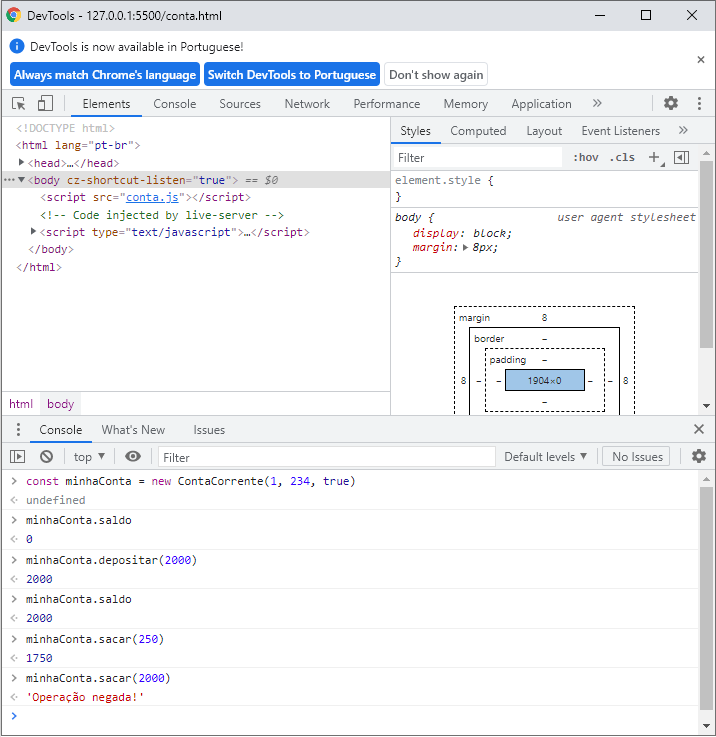 DevTools - 127.0.0.1:5500/conta.html
DevTools is now available in Portuguese!
Always match Chrome's language Switch DevTools to Portuguese Don't show again
Elements Console Sources Network Performance Memory Application
<!DOCTYPE html>
<html lang="pt-br">
<head>…</head>
<body cz-shortcut-listen="true"> == $0
<script src="conta.js"></script>
<!-- Code injected by live-server -->
<script type="text/javascript">…</script>
</body>
</html>
html body
Styles Computed Layout Event Listeners
Filter :hov .cls
element.style {
}
body { user agent stylesheet
display: block;
margin: 8px;
}
margin 8
border –
padding –
8 – – 1904×0 – – 8
–
Console What's New Issues
top Filter Default levels No Issues
const minhaConta = new ContaCorrente(1, 234, true)
undefined
minhaConta.saldo
0
minhaConta.depositar(2000)
2000
minhaConta.saldo
2000
minhaConta.sacar(250)
1750
minhaConta.sacar(2000)
'Operação negada!'